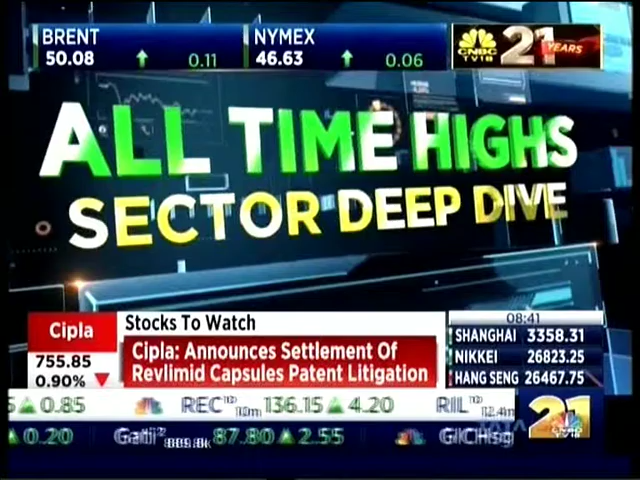 BRENT
50.08 0.11
NYMEX
46.63 0.06
CNBC
TV18
21 YEARS
ALL TIME HIGHS
SECTOR DEEP DIVE
Cipla
755.85
0.90%
Stocks To Watch
Cipla: Announces Settlement Of
Revlimid Capsules Patent Litigation
08:41
SHANGHAI 3358.31
NIKKEI 26823.25
HANG SENG 26467.75
0.85 REC 10m 136.15 4.20 RIL
0.20 87.80 2.55
21